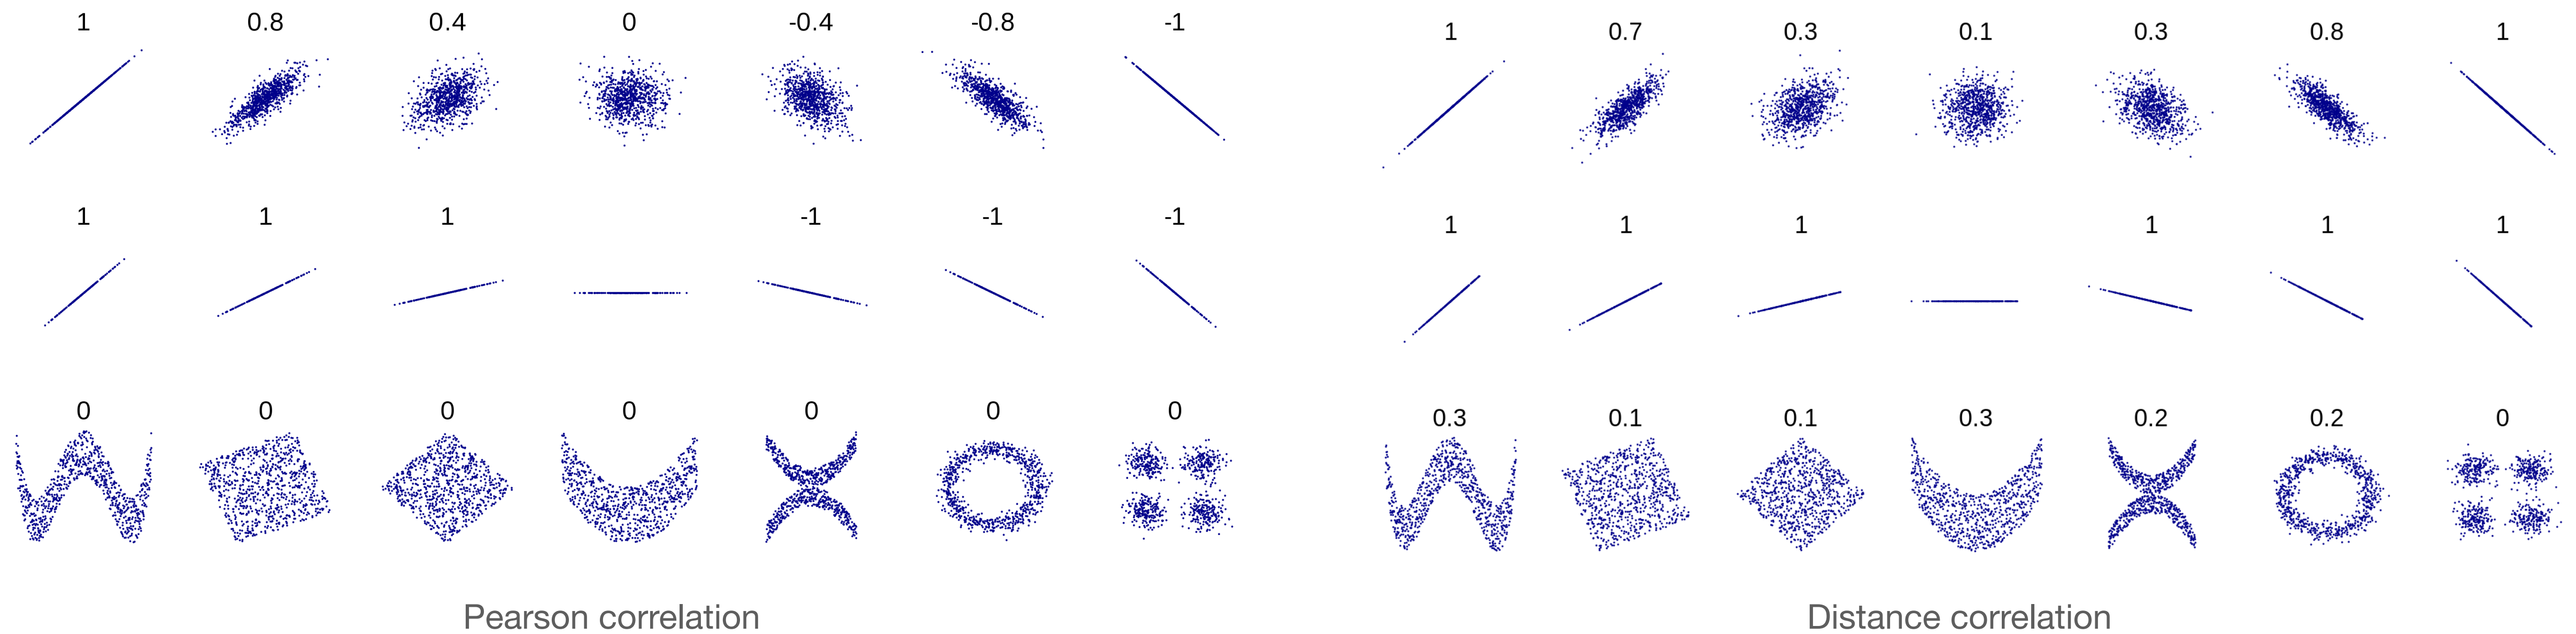 1 0.8 0.4 0 -0.4 -0.8 -1
1 0.7 0.3 0.1 0.3 0.8 1
1 1 1 -1 -1 -1
1 1 1 1 1 1
0 0 0 0 0 0 0
0.3 0.1 0.1 0.3 0.2 0.2 0
Pearson correlation
Distance correlation